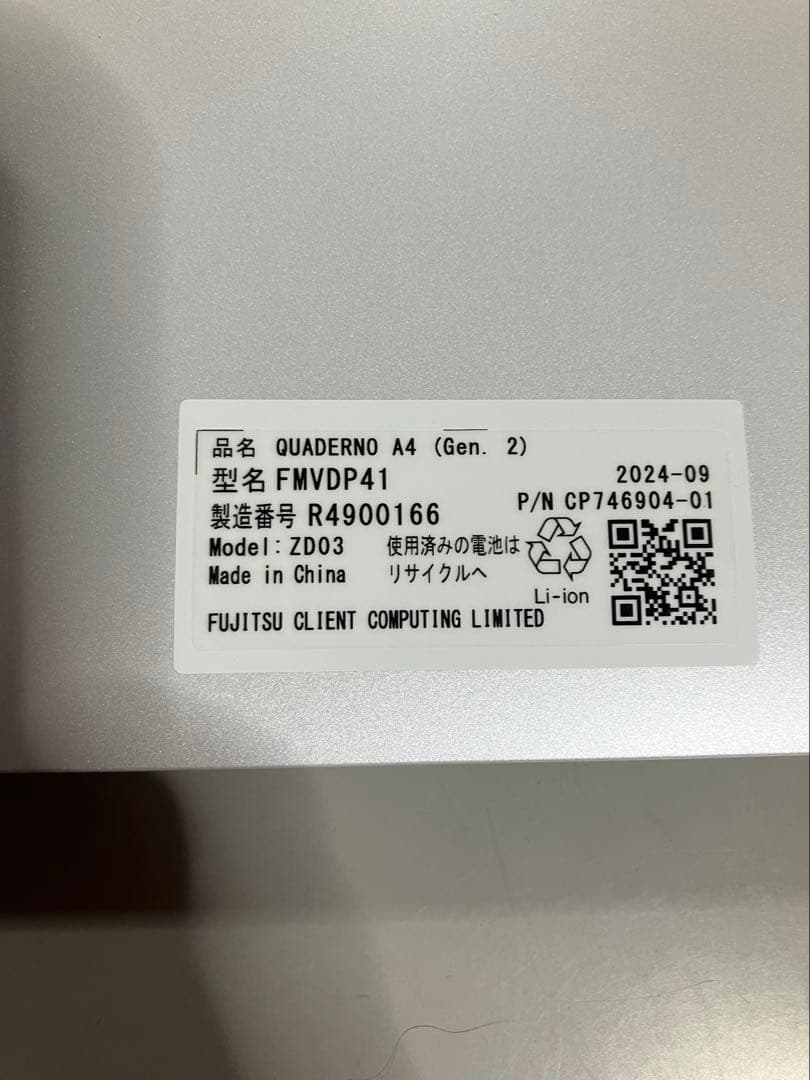 品名 QUADERNO A4 (Gen. 2)
型名 FMVDP41
2024-09
製造番号 R4900166
P/N CP746904-01
Model: ZD03
使用済みの電池は
Made in China
リサイクルへ
Li-ion
FUJITSU CLIENT COMPUTING LIMITED